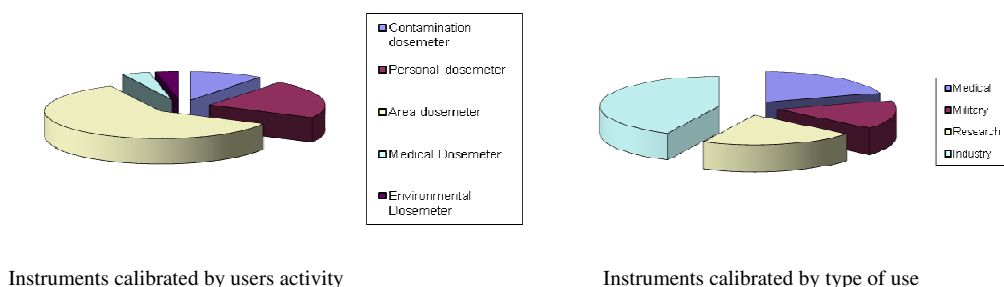 Contamination
dosemeter
Personal dosemeter
Area dosemeter
Medical Dosemeter
Environmental
Dosemeter
Medical
Military
Research
Industry
Instruments calibrated by users activity
Instruments calibrated by type of use